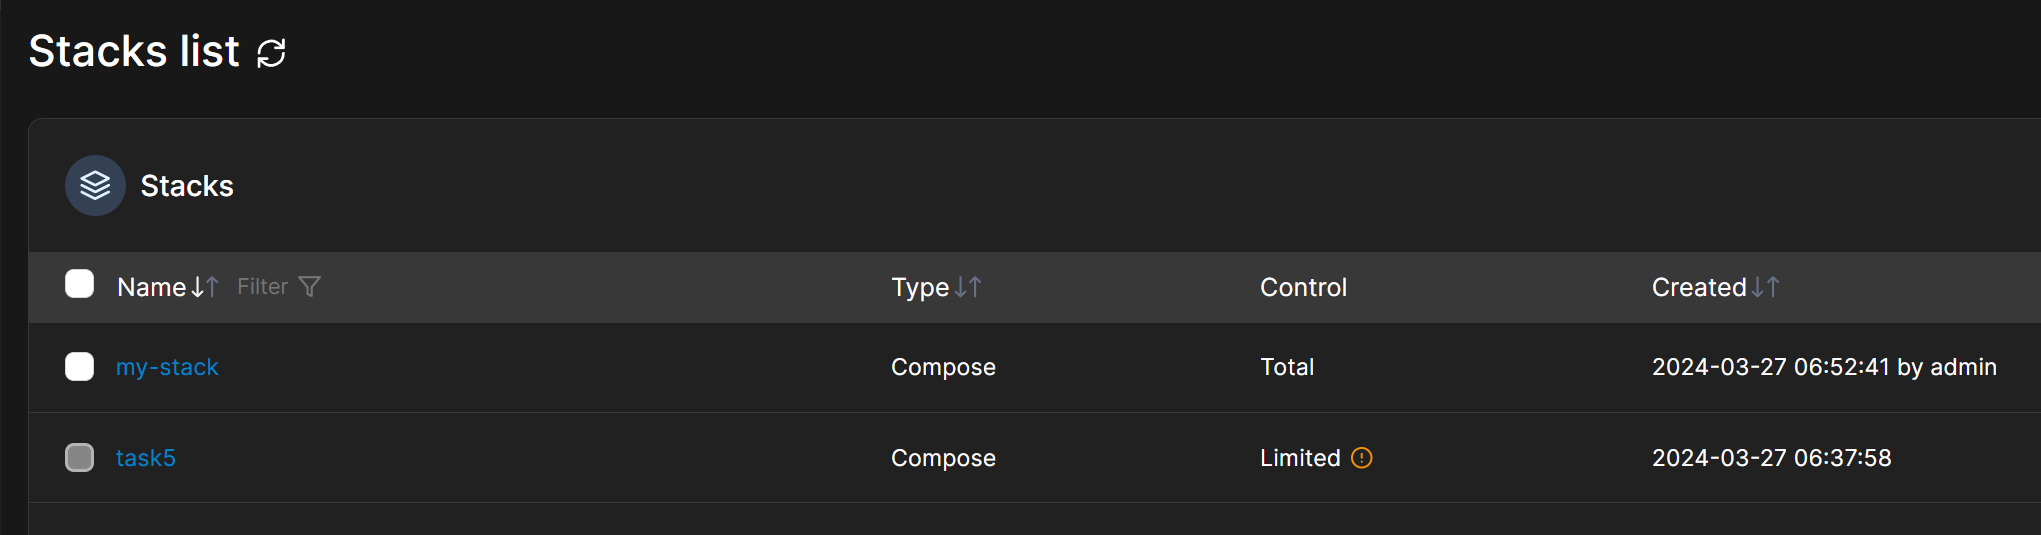 Stacks list
Stacks
Name Filter Type Control Created
my-stack Compose Total 2024-03-27 06:52:41 by admin
task5 Compose Limited 2024-03-27 06:37:58